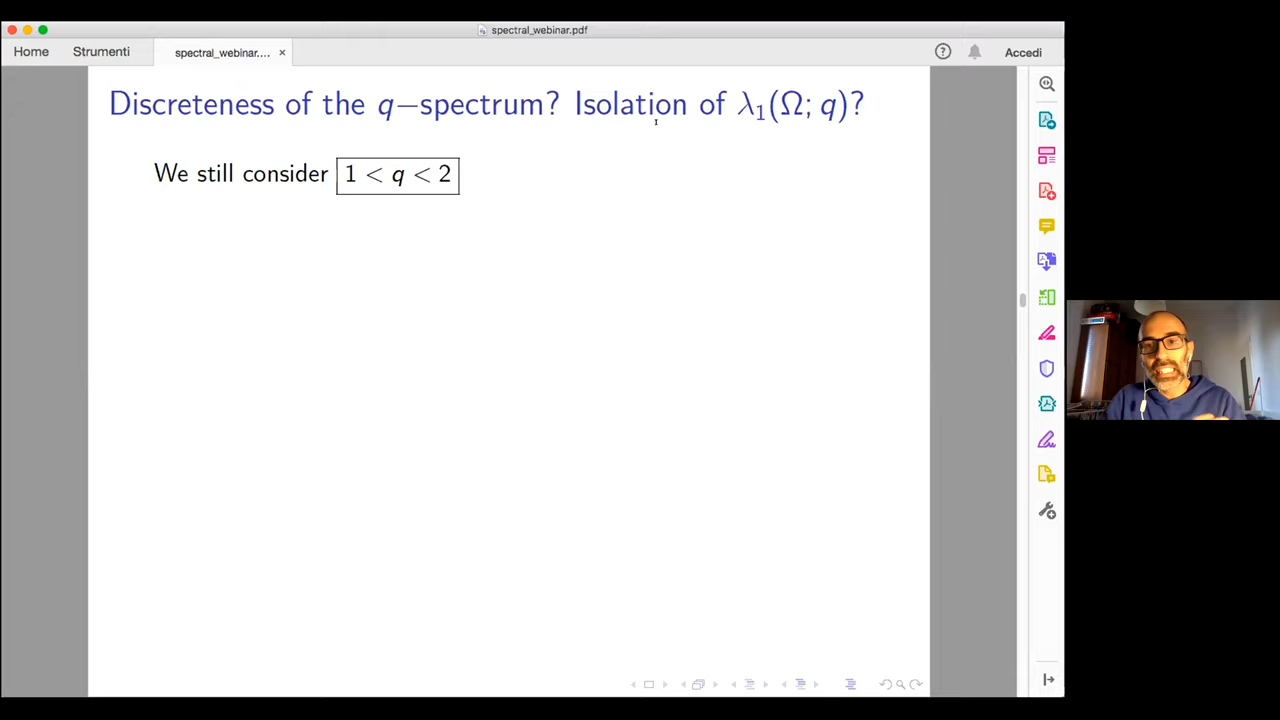 spectral_webinar.pdf
Home Strumenti spectral_webinar.... × Accedi
Discreteness of the q−spectrum? Isolation of λ₁(Ω; q)?
We still consider 1 < q < 2